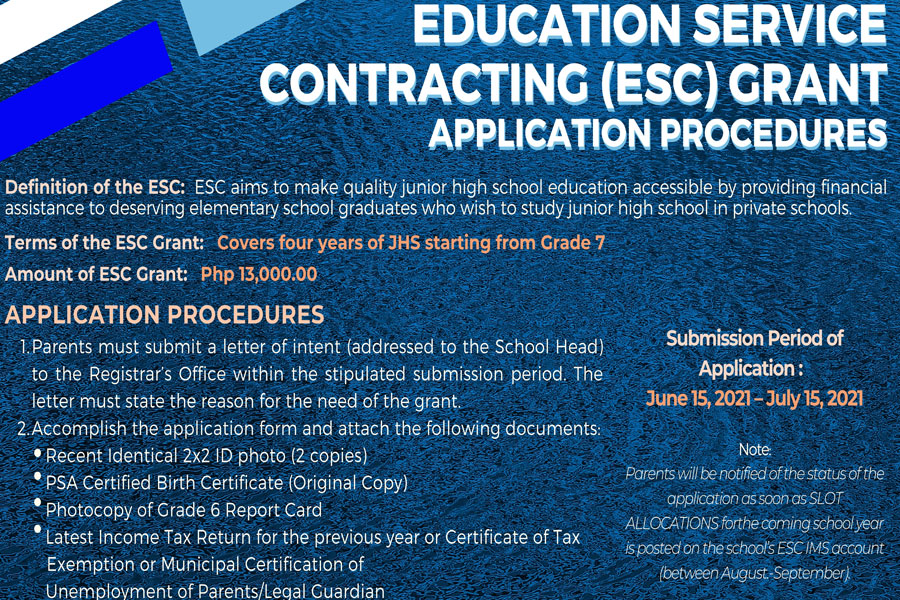 EDUCATION SERVICE
CONTRACTING (ESC) GRANT
APPLICATION PROCEDURES
Definition of the ESC: ESC aims to make quality junior high school education accessible by providing financial
assistance to deserving elementary school graduates who wish to study junior high school in private schools.
Terms of the ESC Grant: Covers four years of JHS starting from Grade 7
Amount of ESC Grant: Php 13,000.00
APPLICATION PROCEDURES
1.Parents must submit a letter of intent (addressed to the School Head)
to the Registrar's Office within the stipulated submission period. The
letter must state the reason for the need of the grant.
2.Accomplish the application form and attach the following documents:
• Recent Identical 2x2 ID photo (2 copies)
• PSA Certified Birth Certificate (Original Copy)
• Photocopy of Grade 6 Report Card
• Latest Income Tax Return for the previous year or Certificate of Tax
Exemption or Municipal Certification of
Unemployment of Parents/Legal Guardian
Submission Period of
Application :
June 15, 2021 – July 15, 2021
Note:
Parents will be notified of the status of the
application as soon as SLOT
ALLOCATIONS forthe coming school year
is posted on the school's ESC IMS account
(between August.-September).